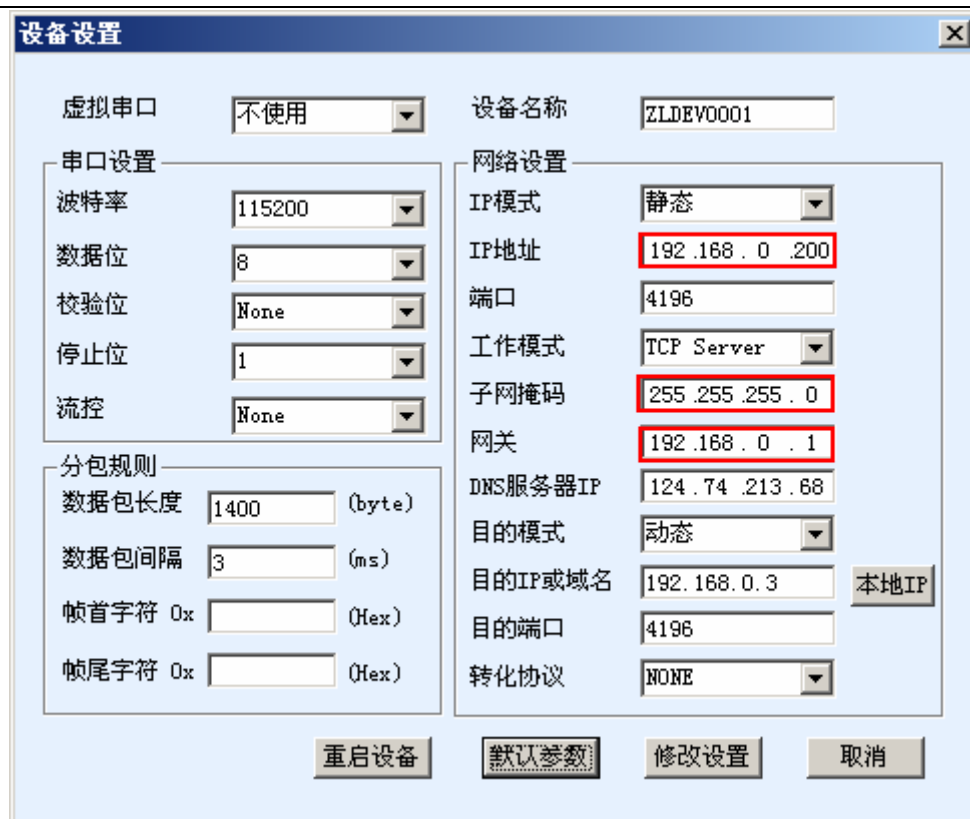 设备设置
虚拟串口 不使用
设备名称 ZLDEV0001
串口设置
波特率 115200
数据位 8
校验位 None
停止位 1
流控 None
分包规则
数据包长度 1400 (byte)
数据包间隔 3 (ms)
帧首字符 0x (Hex)
帧尾字符 0x (Hex)
网络设置
IP模式 静态
IP地址 192 .168 . 0 .200
端口 4196
工作模式 TCP Server
子网掩码 255 .255 .255 . 0
网关 192 .168 . 0 . 1
DNS服务器IP 124 . 74 .213 . 68
目的模式 动态
目的IP或域名 192.168.0.3 本地IP
目的端口 4196
转化协议 NONE
重启设备 默认参数 修改设置 取消